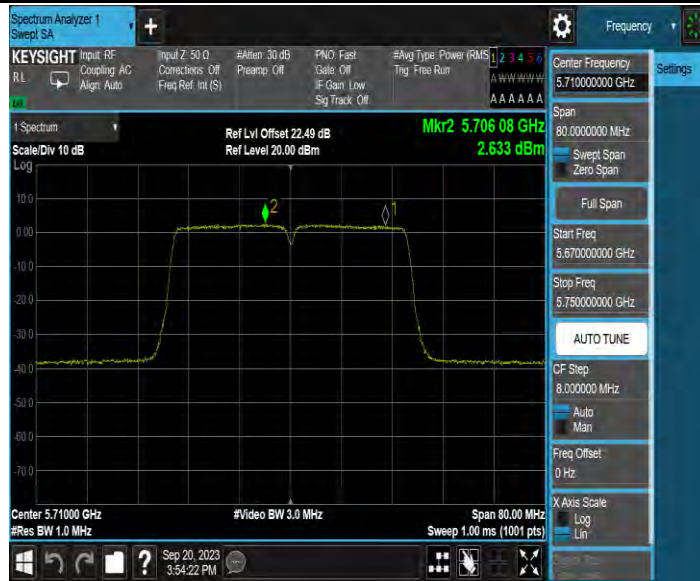 Spectrum Analyzer 1
Swept SA
+
Frequency
KEYSIGHT
RL
Input: RF
Coupling: AC
Align: Auto
Input Z: 50 Ω
Corrections: Off
Freq Ref: Int (S)
#Atten: 30 dB
Preamp: Off
PNO: Fast
Gate: Off
IF Gain: Low
Sig Track: Off
#Avg Type: Power (RMS
Trig: Free Run
1 2 3 4 5 6
A W W W W W
A A A A A A
1 Spectrum
Scale/Div 10 dB
Ref Lvl Offset 22.49 dB
Ref Level 20.00 dBm
Mkr2 5.706 08 GHz
2.633 dBm
Log
10.0
0.00
-10.0
-20.0
-30.0
-40.0
-50.0
-60.0
-70.0
2
1
Center 5.71000 GHz
#Res BW 1.0 MHz
#Video BW 3.0 MHz
Span 80.00 MHz
Sweep 1.00 ms (1001 pts)
?
Sep 20, 2023
3:54:22 PM
Center Frequency
5.710000000 GHz
Settings
Span
80.0000000 MHz
Swept Span
Zero Span
Full Span
Start Freq
5.670000000 GHz
Stop Freq
5.750000000 GHz
AUTO TUNE
CF Step
8.000000 MHz
Auto
Man
Freq Offset
0 Hz
X Axis Scale
Log
Lin